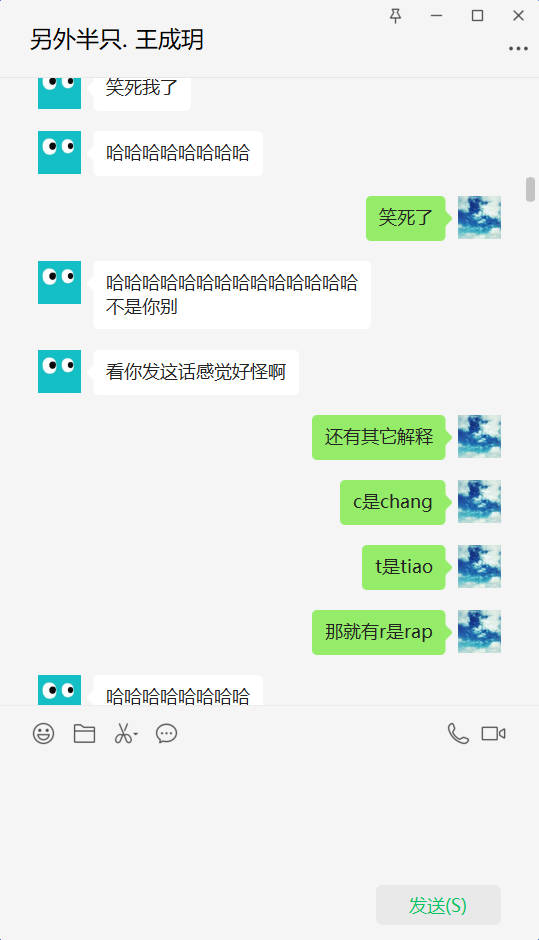 另外半只. 王成玥
笑死我了
哈哈哈哈哈哈哈哈
笑死了
哈哈哈哈哈哈哈哈哈哈哈哈哈哈
不是你别
看你发这话感觉好怪啊
还有其它解释
c是chang
t是tiao
那就有r是rap
哈哈哈哈哈哈哈哈
发送(S)